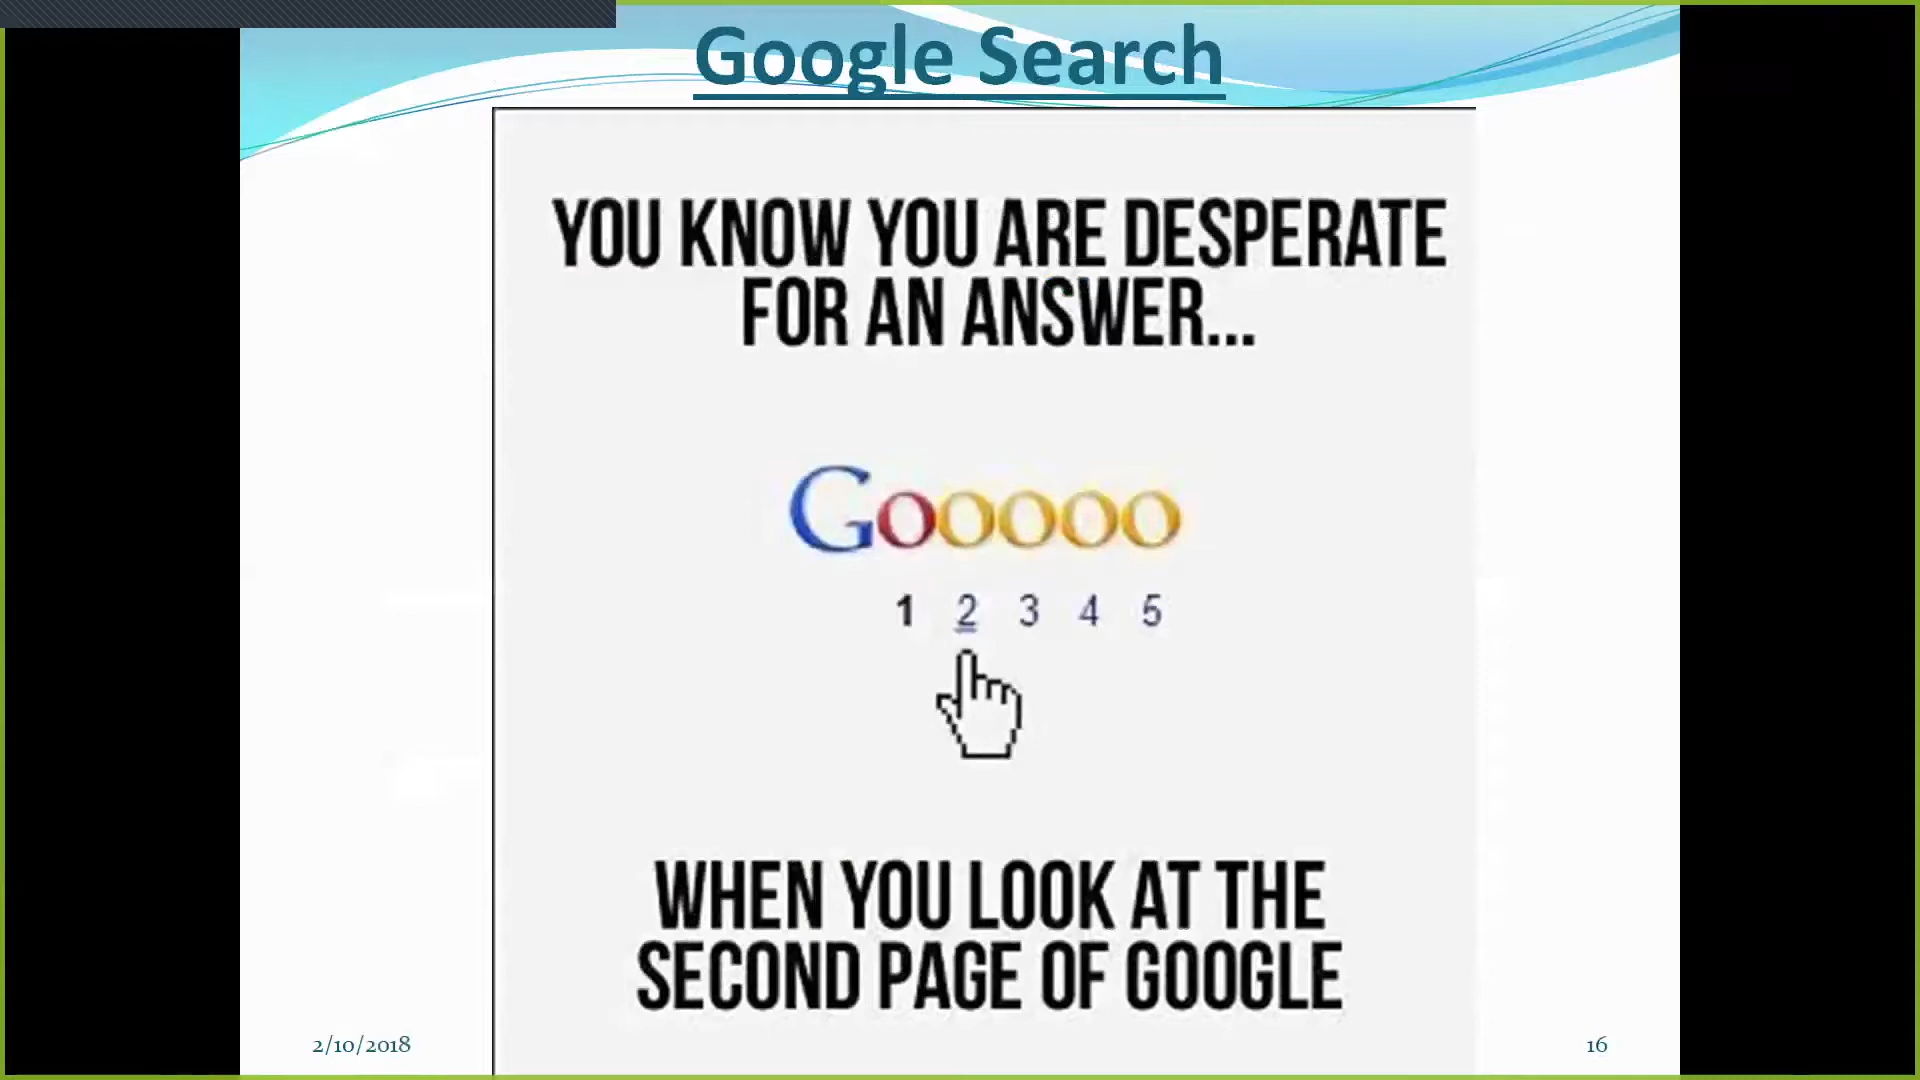 Google Search
YOU KNOW YOU ARE DESPERATE
FOR AN ANSWER...
Gooooo
1 2 3 4 5
WHEN YOU LOOK AT THE
SECOND PAGE OF GOOGLE
2/10/2018
16